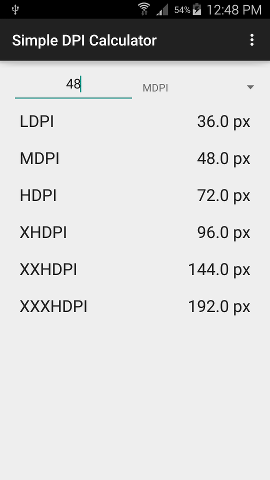 54% 12:48 PM
Simple DPI Calculator
48 MDPI
LDPI 36.0 px
MDPI 48.0 px
HDPI 72.0 px
XHDPI 96.0 px
XXHDPI 144.0 px
XXXHDPI 192.0 px